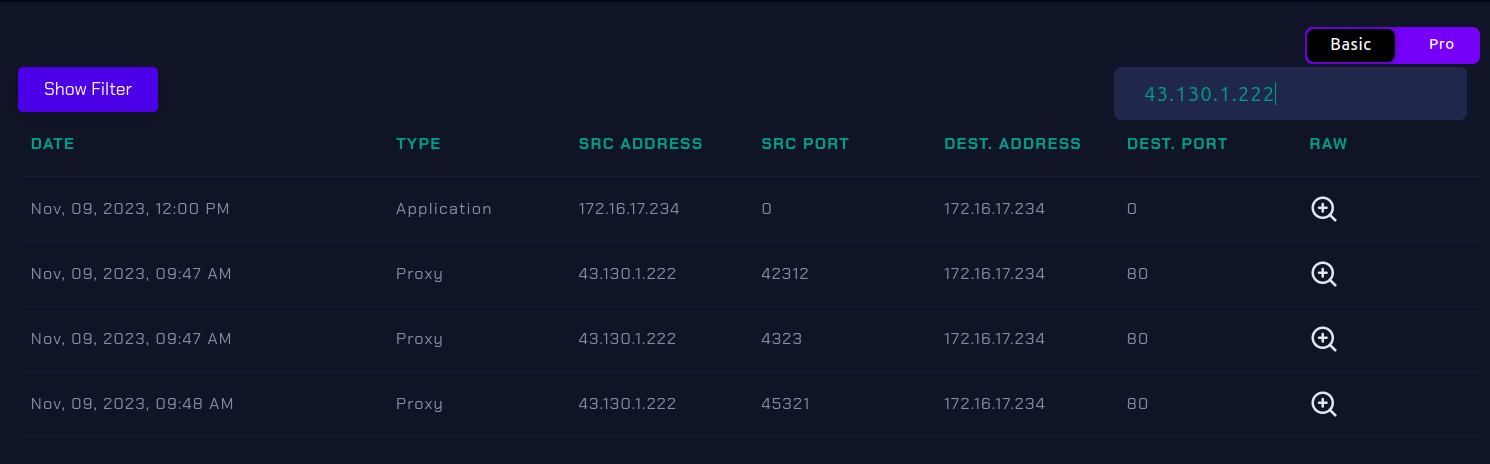 Basic Pro
Show Filter
43.130.1.222
DATE TYPE SRC ADDRESS SRC PORT DEST. ADDRESS DEST. PORT RAW
Nov, 09, 2023, 12:00 PM Application 172.16.17.234 0 172.16.17.234 0
Nov, 09, 2023, 09:47 AM Proxy 43.130.1.222 42312 172.16.17.234 80
Nov, 09, 2023, 09:47 AM Proxy 43.130.1.222 4323 172.16.17.234 80
Nov, 09, 2023, 09:48 AM Proxy 43.130.1.222 45321 172.16.17.234 80